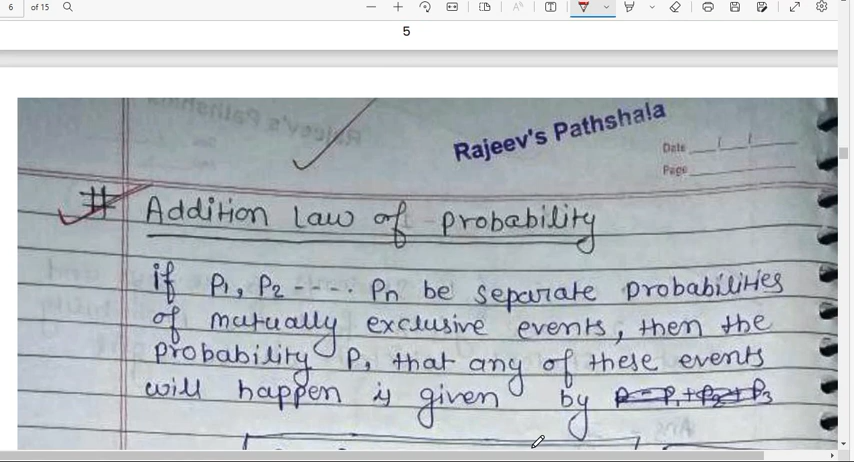 6 of 15
5
Rajeev's Pathshala
Date
Page
# Addition Law of probability
if P1, P2 ----. Pn be separate probabilities
of mutually exclusive events, then the
probability P, that any of these events
will happen is given by P = P1+P2+P3